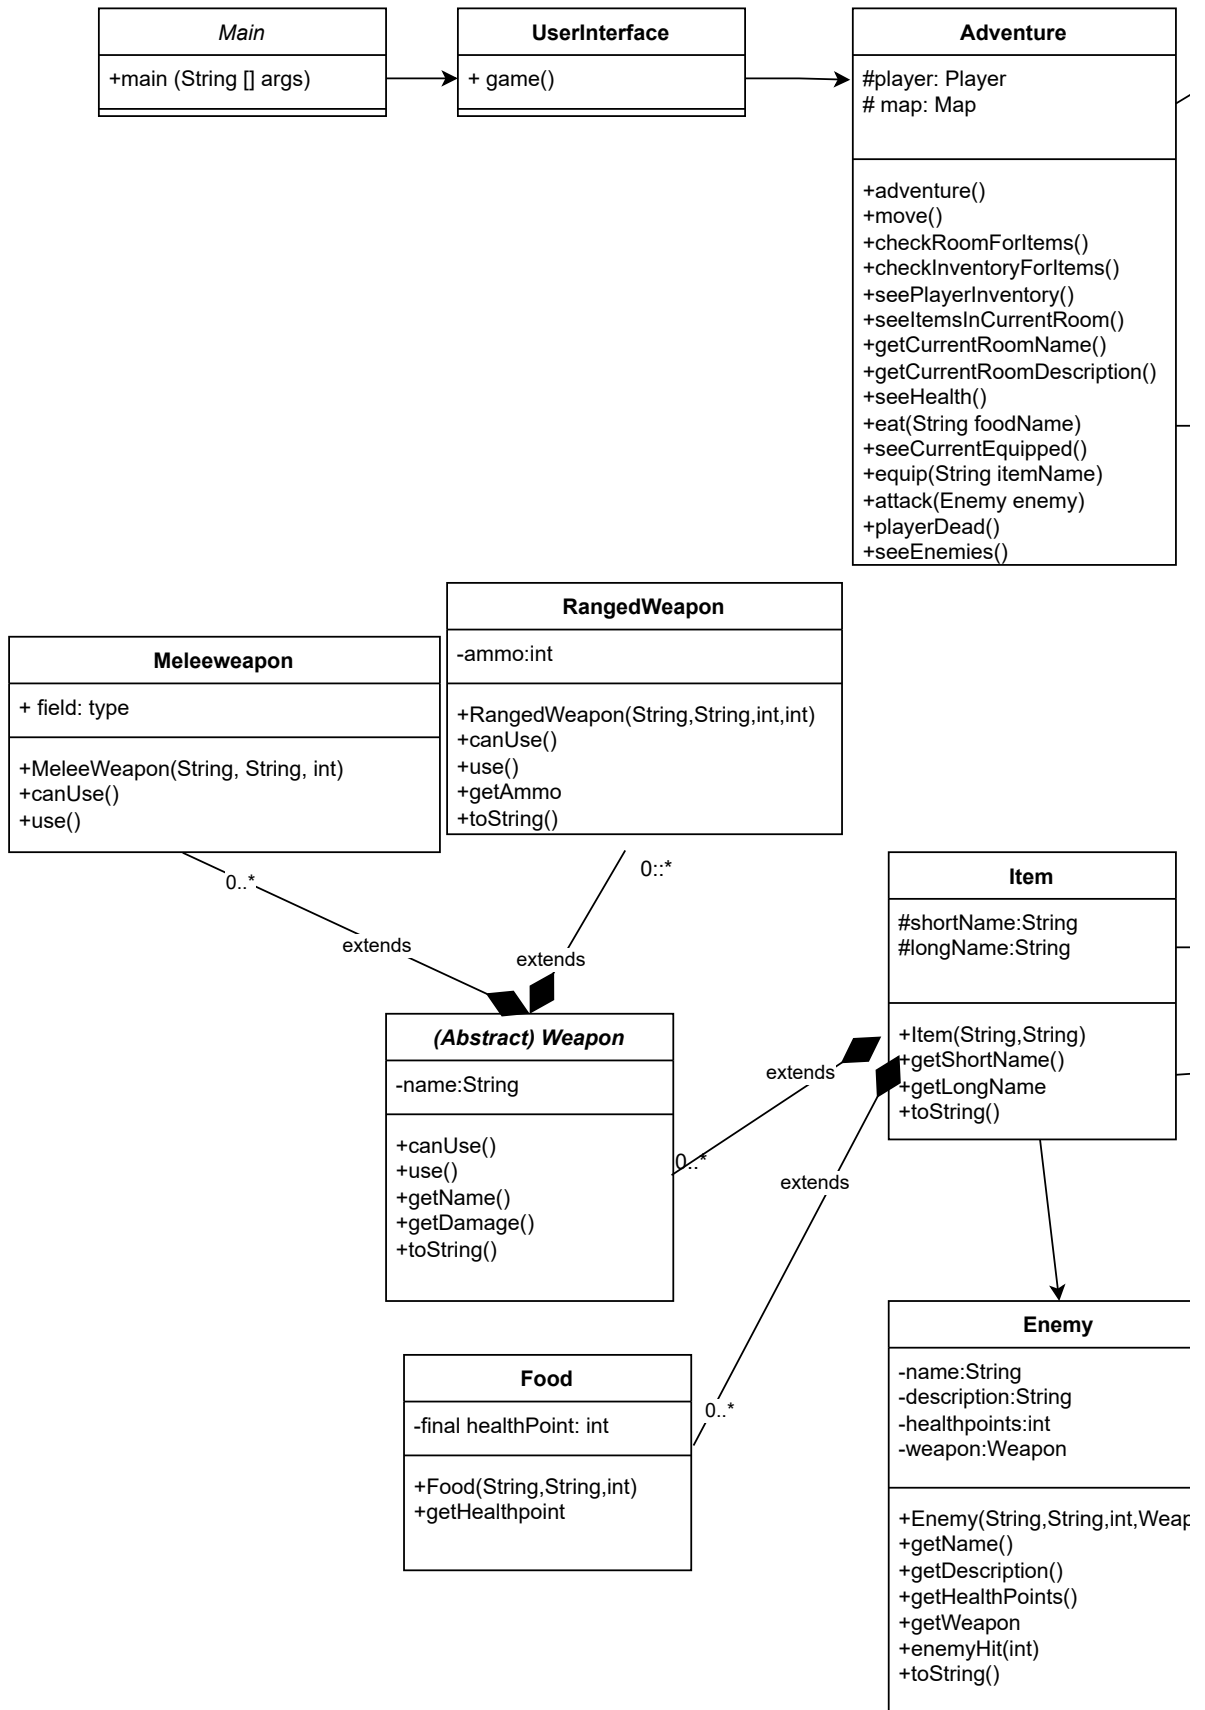 Main
+main (String [] args)
UserInterface
+ game()
Adventure
#player: Player
# map: Map
+adventure()
+move()
+checkRoomForItems()
+checkInventoryForItems()
+seePlayerInventory()
+seeItemsInCurrentRoom()
+getCurrentRoomName()
+getCurrentRoomDescription()
+seeHealth()
+eat(String foodName)
+seeCurrentEquipped()
+equip(String itemName)
+attack(Enemy enemy)
+playerDead()
+seeEnemies()
Meleeweapon
+ field: type
+MeleeWeapon(String, String, int)
+canUse()
+use()
RangedWeapon
-ammo:int
+RangedWeapon(String,String,int,int)
+canUse()
+use()
+getAmmo
+toString()
0..*
extends
0::*
extends
(Abstract) Weapon
-name:String
+canUse()
+use()
+getName()
+getDamage()
+toString()
0..*
extends
Item
#shortName:String
#longName:String
+Item(String,String)
+getShortName()
+getLongName
+toString()
extends
0..*
Food
-final healthPoint: int
+Food(String,String,int)
+getHealthpoint
Enemy
-name:String
-description:String
-healthpoints:int
-weapon:Weapon
+Enemy(String,String,int,Weap
+getName()
+getDescription()
+getHealthPoints()
+getWeapon
+enemyHit(int)
+toString()